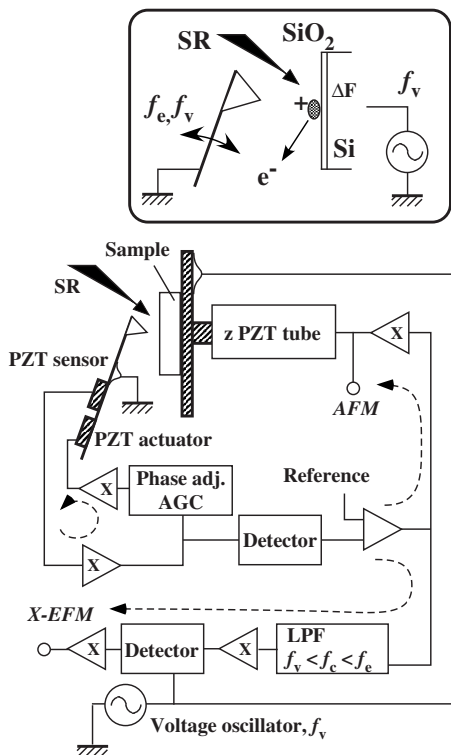 SR
SiO2
+
ΔF
fv
fe,fv
Si
e-
Sample
SR
z PZT tube
X
PZT sensor
AFM
PZT actuator
X
Phase adj.
AGC
Reference
X
Detector
X-EFM
X
Detector
X
LPF
fv < fc < fe
Voltage oscillator, fv